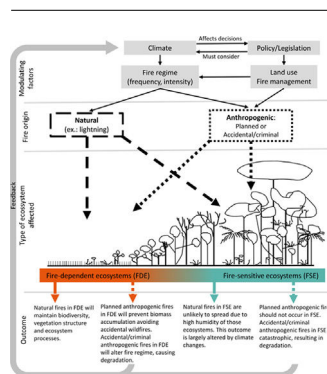 Affects decisions
Climate
Policy/Legislation
Must consider
Modulating
factors
Fire regime
(frequency, intensity)
Land use
Fire management
Fire origin
Natural
(ex.: lightning)
Anthropogenic:
Planned or
Accidental/criminal
Feedback
Type of ecosystem
affected
Fire-dependent ecosystems (FDE)
Fire-sensitive ecosystems (FSE)
Outcome
Natural fires in FDE will
maintain biodiversity,
vegetation structure
and ecosystem
processes.
Planned anthropogenic fires
in FDE will prevent biomass
accumulation avoiding
accidental wildfires.
Accidental/criminal
anthropogenic fires in FDE
will alter fire regime, causing
degradation.
Natural fires in FSE are
unlikely to spread due to
high humidity of those
ecosystems. This outcome
is largely altered by climate
changes.
Planned anthropogenic fir
should not occur in FSE.
Accidental/criminal
anthropogenic fires in FSE
catastrophic, resulting in
degradation.